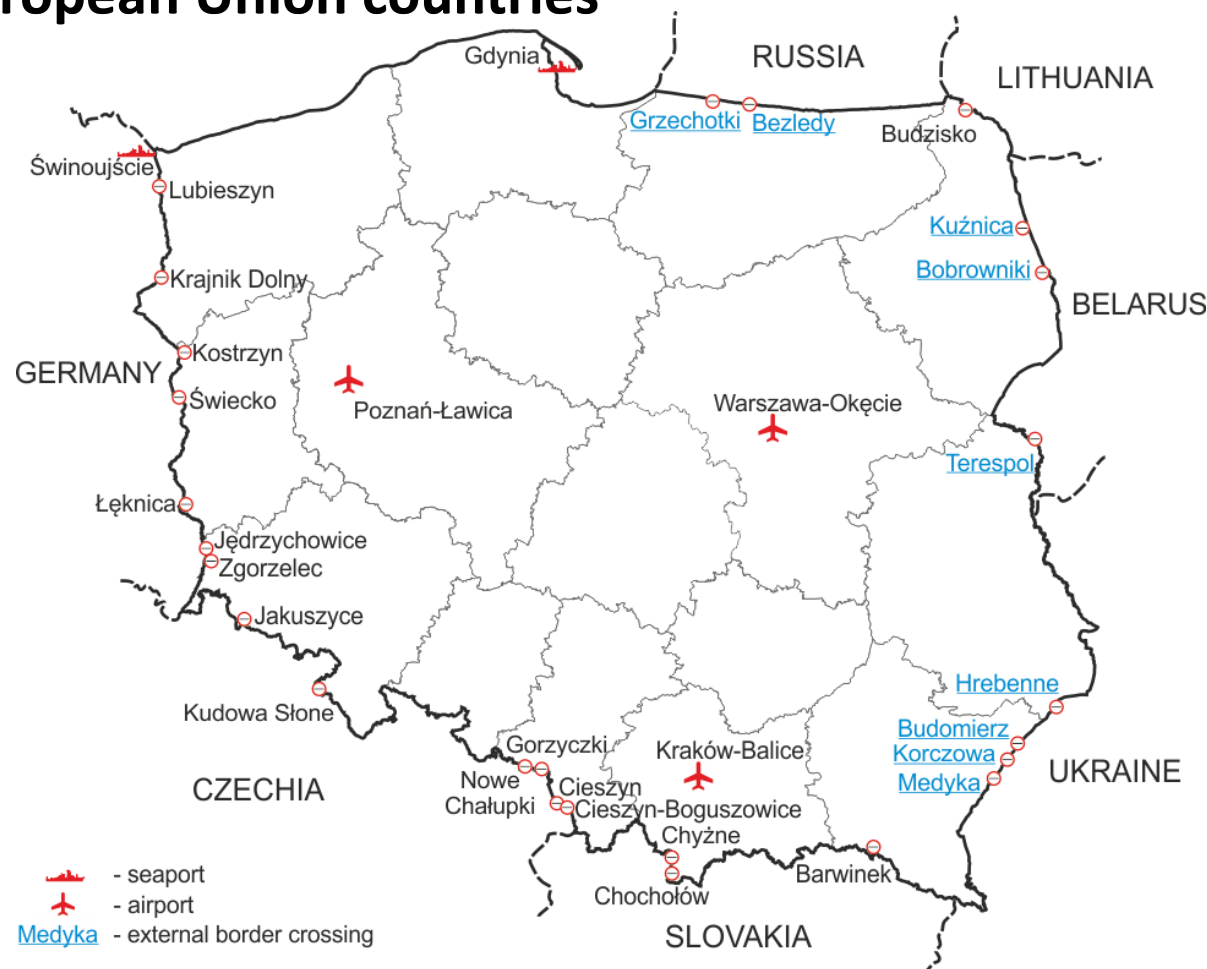 ropean Union countries
Gdynia
RUSSIA
LITHUANIA
Grzechotki
Bezledy
Budzisko
Świnoujście
Lubieszyn
Kuźnica
Krajnik Dolny
Bobrowniki
BELARUS
Kostrzyn
GERMANY
Świecko
Poznań-Ławica
Warszawa-Okęcie
Terespol
Łęknica
Jędrzychowice
Zgorzelec
Jakuszyce
Hrebenne
Kudowa Słone
Budomierz
Gorzyczki
Kraków-Balice
Korczowa
UKRAINE
Nowe
Chałupki
Medyka
CZECHIA
Cieszyn
Cieszyn-Boguszowice
Chyżne
Barwinek
Chochołów
SLOVAKIA
- seaport
- airport
Medyka - external border crossing